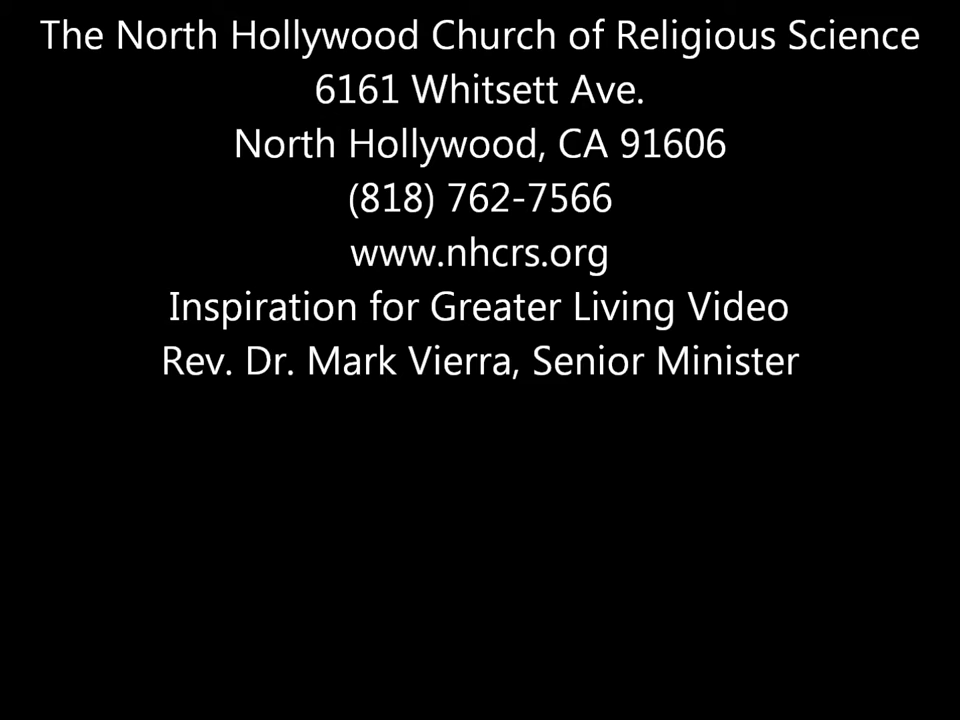 The North Hollywood Church of Religious Science
6161 Whitsett Ave.
North Hollywood, CA 91606
(818) 762-7566
www.nhcrs.org
Inspiration for Greater Living Video
Rev. Dr. Mark Vierra, Senior Minister